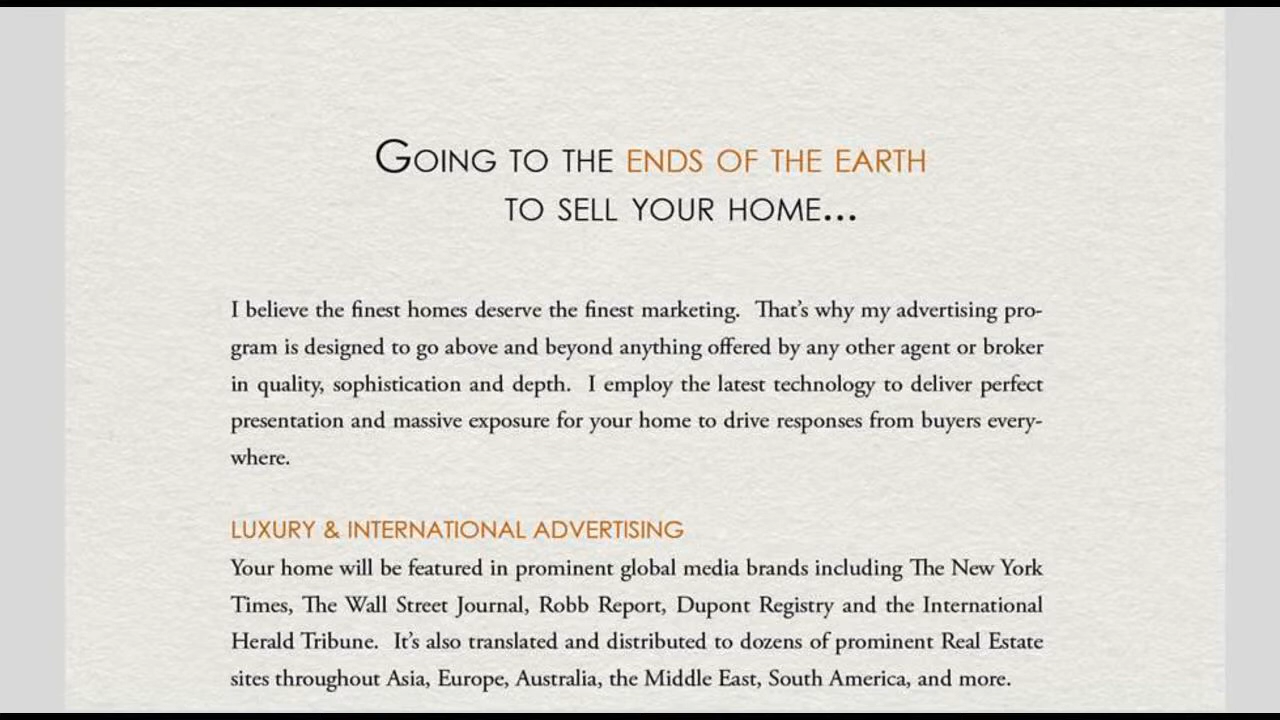 Going to the ends of the earth
to sell your home...
I believe the finest homes deserve the finest marketing.  That's why my advertising pro-
gram is designed to go above and beyond anything offered by any other agent or broker
in quality, sophistication and depth.  I employ the latest technology to deliver perfect
presentation and massive exposure for your home to drive responses from buyers every-
where.
LUXURY & INTERNATIONAL ADVERTISING
Your home will be featured in prominent global media brands including The New York
Times, The Wall Street Journal, Robb Report, Dupont Registry and the International
Herald Tribune.  It's also translated and distributed to dozens of prominent Real Estate
sites throughout Asia, Europe, Australia, the Middle East, South America, and more.